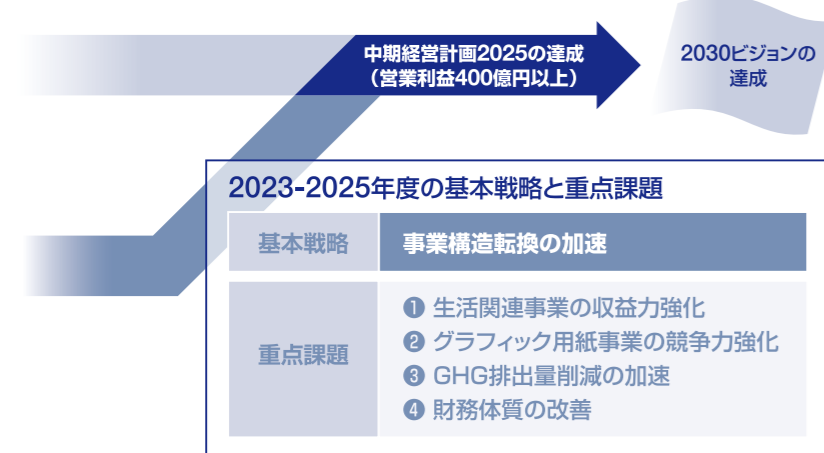 中期経営計画2025の達成
（営業利益400億円以上）
2030ビジョンの
達成
2023-2025年度の基本戦略と重点課題
基本戦略
事業構造転換の加速
重点課題
❶ 生活関連事業の収益力強化
❷ グラフィック用紙事業の競争力強化
❸ GHG排出量削減の加速
❹ 財務体質の改善